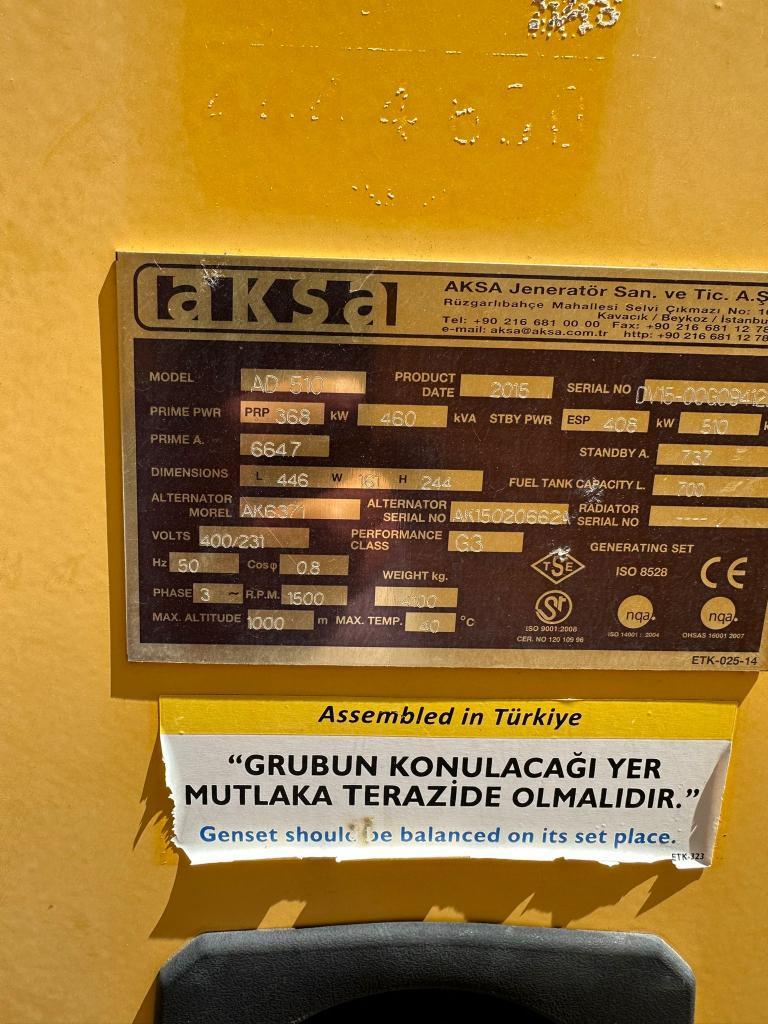 aksa
AKSA Jeneratör San. ve Tic. A.Ş
Rüzgarlıbahçe Mahallesi Selvi Çıkmazı No:
Kavacık / Beykoz / İstanbu
Tel: +90 216 681 00 00 Fax: +90 216 681 12 78
e-mail: aksa@aksa.com.tr http: +90 216 681 12 78
MODEL AD 510 PRODUCT DATE 2015 SERIAL NO DV15-00G09412
PRIME PWR PRP 368 kW 460 kVA STBY PWR ESP 408 kW 510
PRIME A. 664.7 STANDBY A. 737
DIMENSIONS L 446 W 161 H 244 FUEL TANK CAPACITY L. 700
ALTERNATOR MOREL AK6371 ALTERNATOR SERIAL NO AK15020662A RADIATOR SERIAL NO ----
VOLTS 400/231 PERFORMANCE CLASS G3 GENERATING SET
Hz 50 Cosφ 0.8 WEIGHT kg. TSE ISO 8528 CE
PHASE 3 ~ R.P.M. 1500
MAX. ALTITUDE 1000 m MAX. TEMP. 40 °C
ISO 9001:2008 nqa. nqa.
CER. NO 120 109 96 ISO 14001 : 2004 OHSAS 16001 2007
ETK-025-14
Assembled in Türkiye
“GRUBUN KONULACAĞI YER
MUTLAKA TERAZİDE OLMALIDIR.”
Genset should be balanced on its set place.
ETK-323